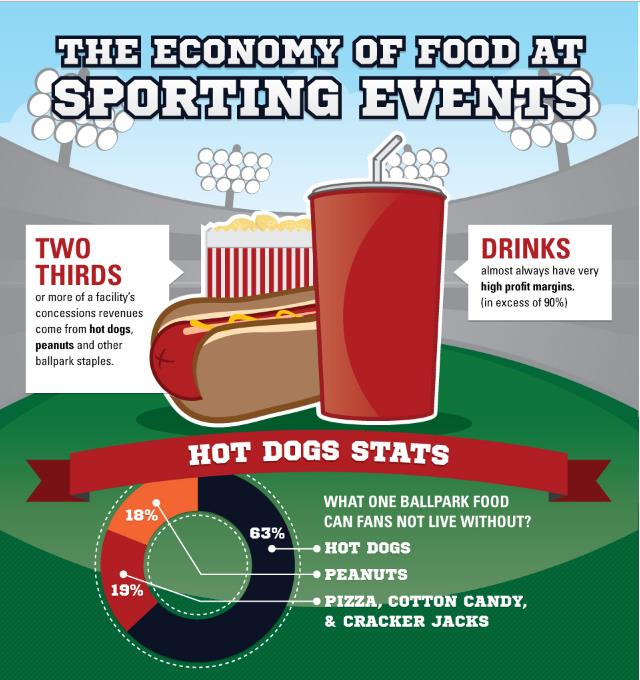 THE ECONOMY OF FOOD AT
SPORTING EVENTS
TWO
THIRDS
or more of a facility's
concessions revenues
come from hot dogs,
peanuts and other
ballpark staples.
DRINKS
almost always have very
high profit margins.
(in excess of 90%)
HOT DOGS STATS
WHAT ONE BALLPARK FOOD
CAN FANS NOT LIVE WITHOUT?
63%
HOT DOGS
18%
PEANUTS
19%
PIZZA, COTTON CANDY,
& CRACKER JACKS